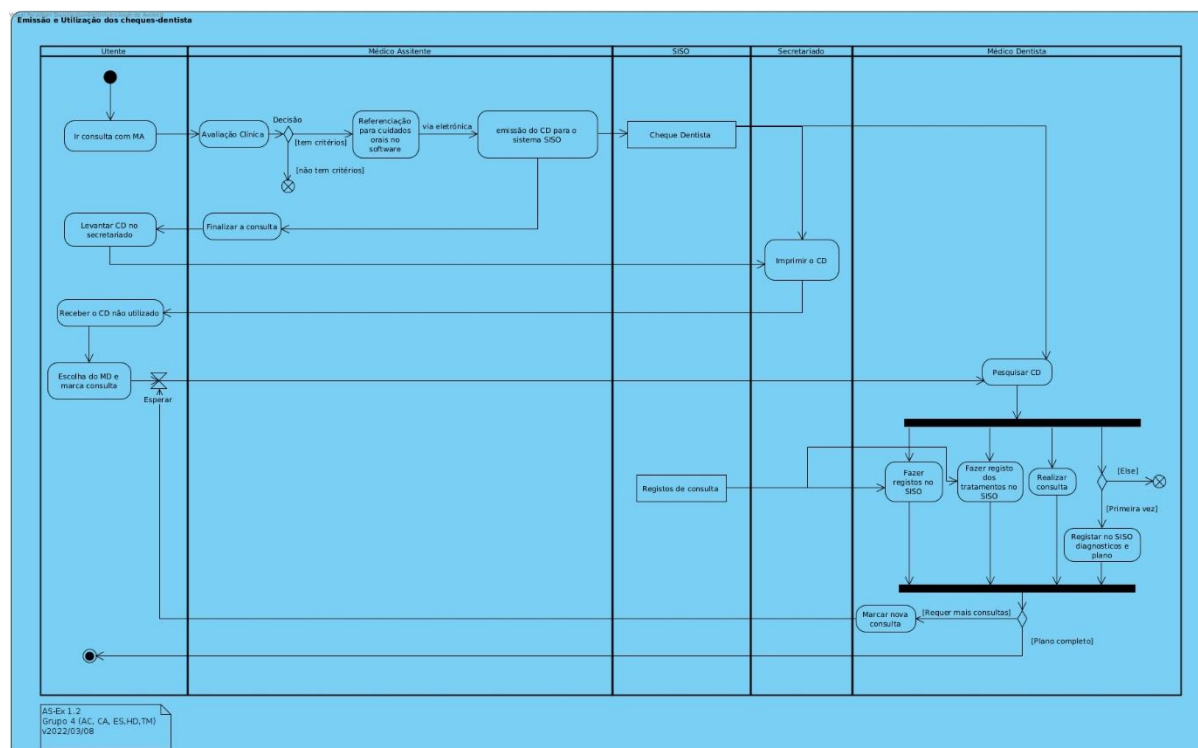 Emissão e Utilização dos cheques-dentista
Utente
Médico Assitente
SISO
Secretariado
Médico Dentista
Ir consulta com MA
Avaliação Clínica
Decisão
[tem critérios]
[não tem critérios]
Referenciação
para cuidados
orais no
software
via eletrónica
emissão do CD para o
sistema SISO
Cheque Dentista
Levantar CD no
secretariado
Finalizar a consulta
Imprimir o CD
Receber o CD não utilizado
Escolha do MD e
marca consulta
Esperar
Pesquisar CD
Registos de consulta
Fazer
registos no
SISO
Fazer registo
dos
tratamentos no
SISO
Realizar
consulta
[Else]
[Primeira vez]
Registar no SISO
diagnosticos e
plano
Marcar nova
consulta
[Requer mais consultas]
[Plano completo]
AS-Ex 1.2
Grupo 4 (AC, CA, ES,HD,TM)
v2022/03/08